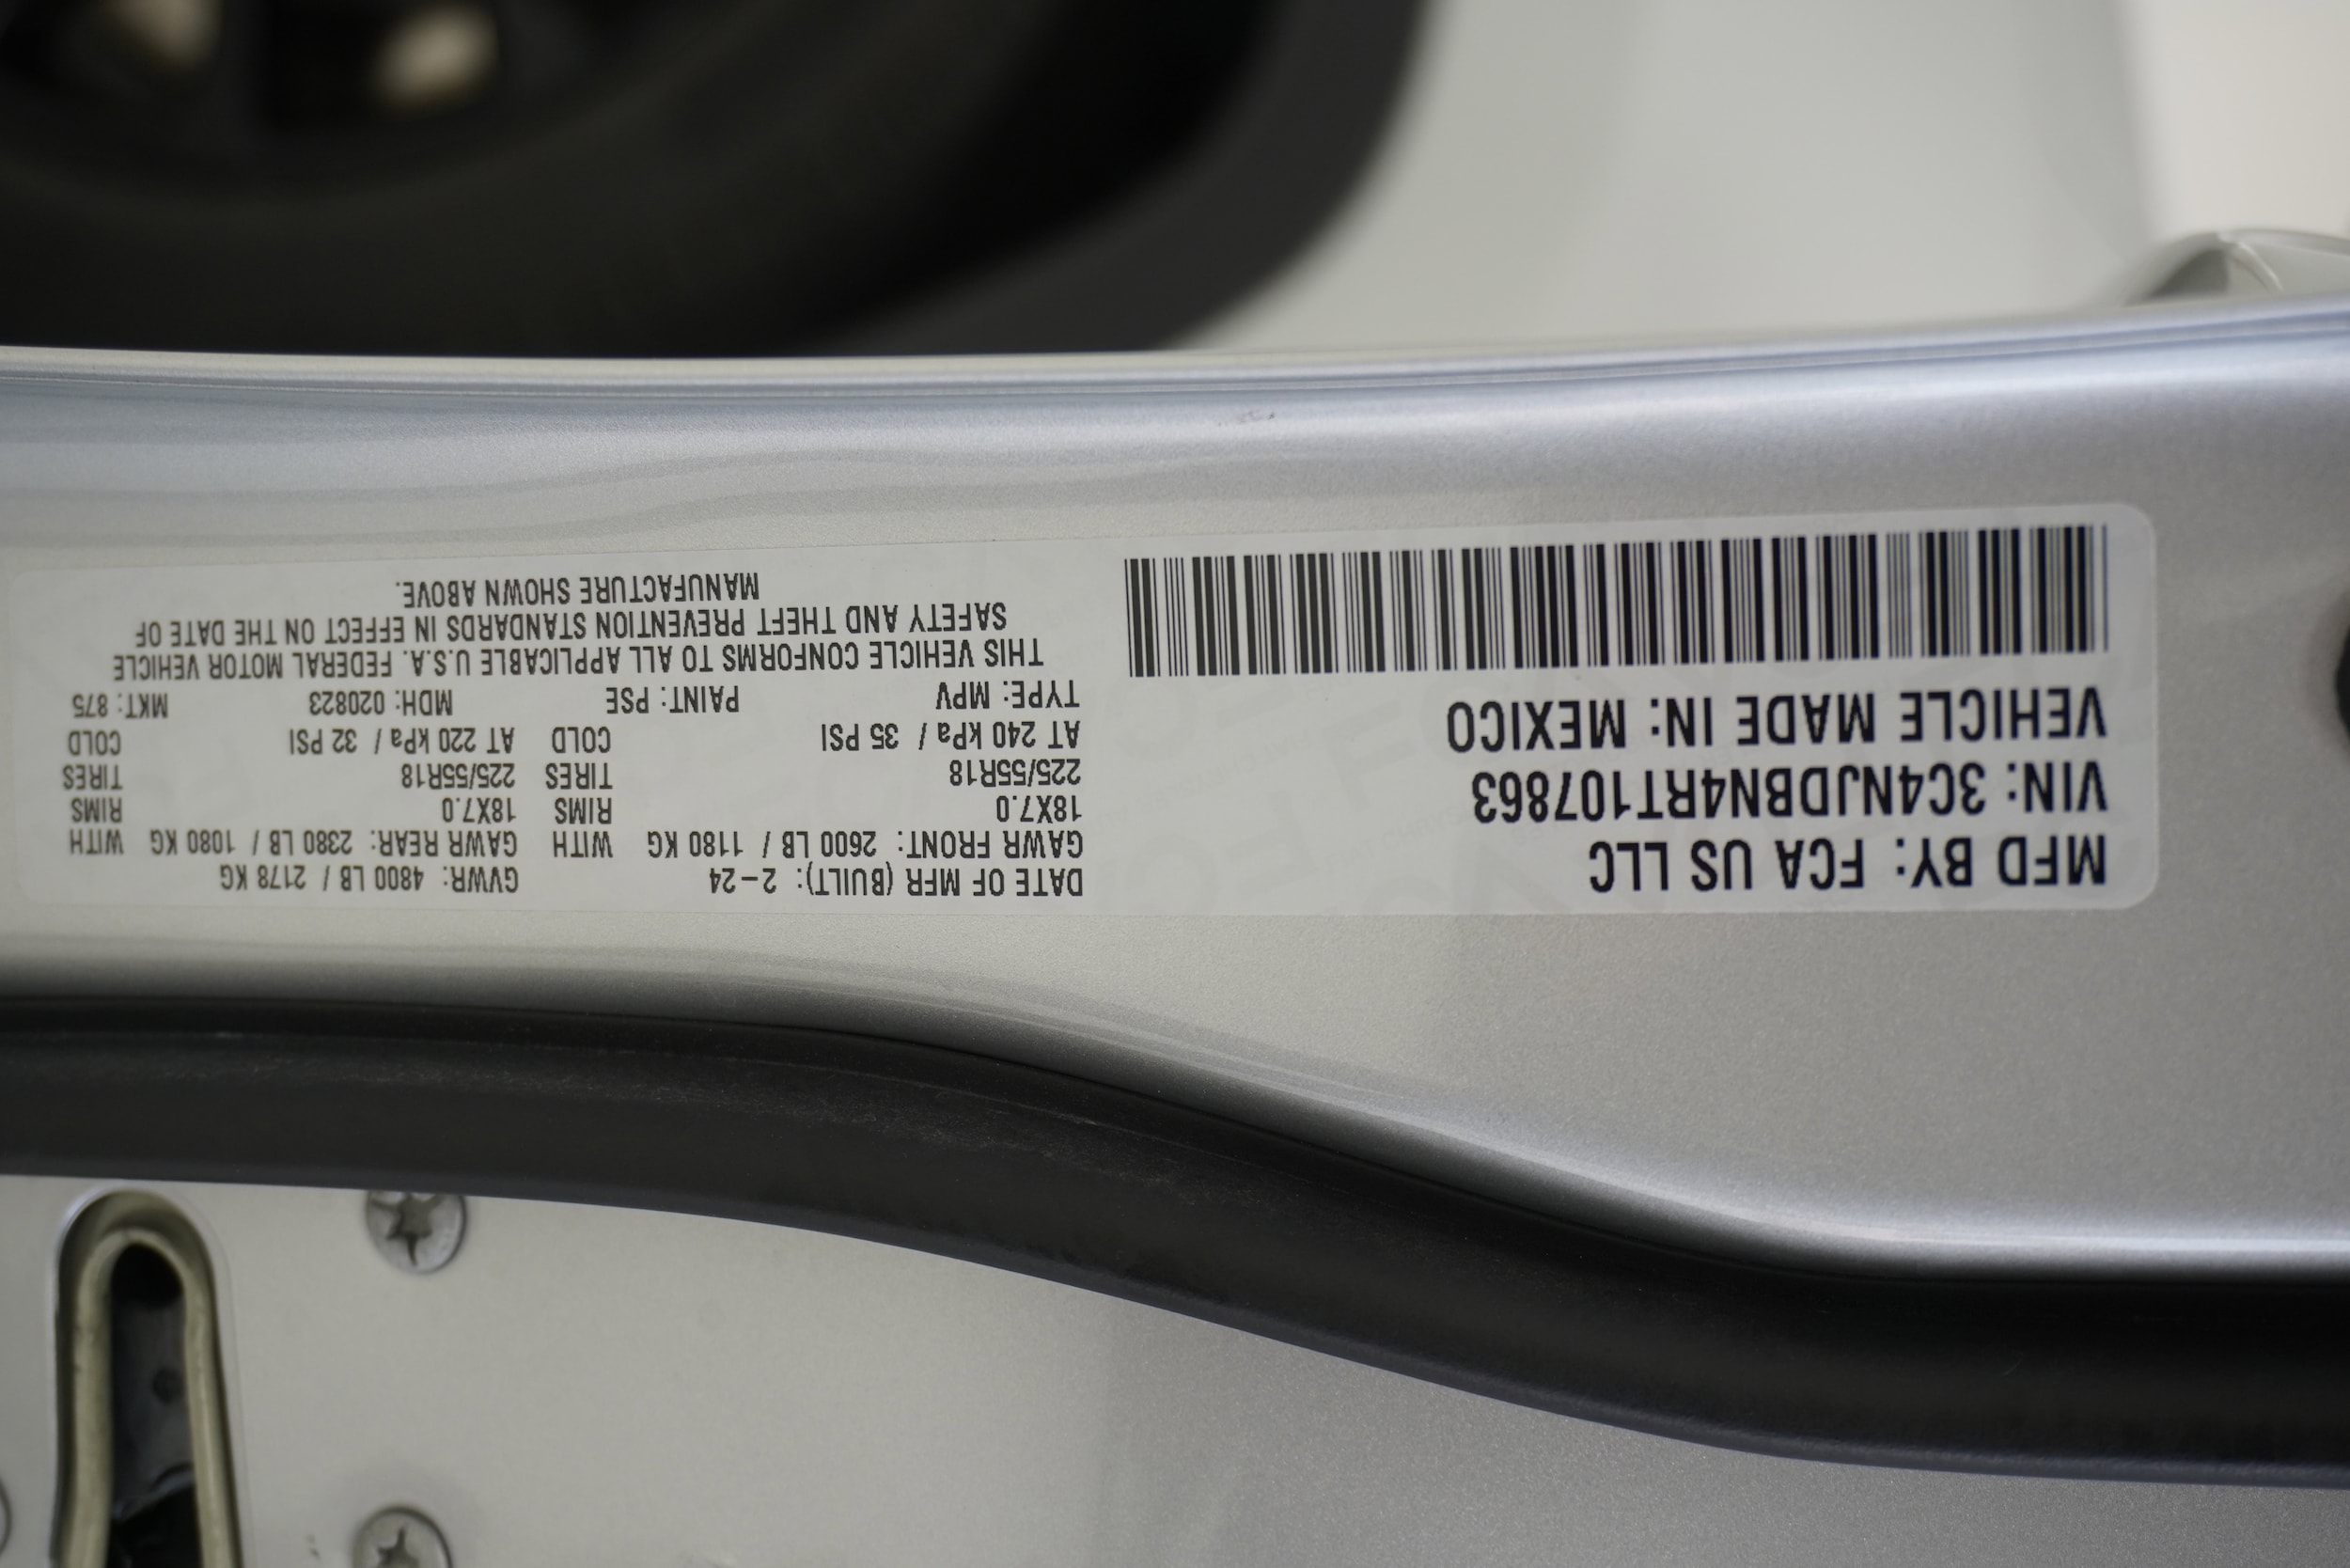 MFD BY: FCA US LLC
VIN: 3C4NJDBN4RT107863
VEHICLE MADE IN: MEXICO
DATE OF MFR (BUILT): 2-24 GVWR: 4800 LB / 2178 KG
GAWR FRONT: 2600 LB / 1180 KG WITH GAWR REAR: 2380 LB / 1080 KG WITH
18X7.0 RIMS 18X7.0 RIMS
225/55R18 TIRES 225/55R18 TIRES
AT 240 kPa / 35 PSI COLD AT 220 kPa / 32 PSI COLD
TYPE: MPV PAINT: PSE MDH: 020823 MKT: 875
THIS VEHICLE CONFORMS TO ALL APPLICABLE U.S.A. FEDERAL MOTOR VEHICLE
SAFETY AND THEFT PREVENTION STANDARDS IN EFFECT ON THE DATE OF
MANUFACTURE SHOWN ABOVE.